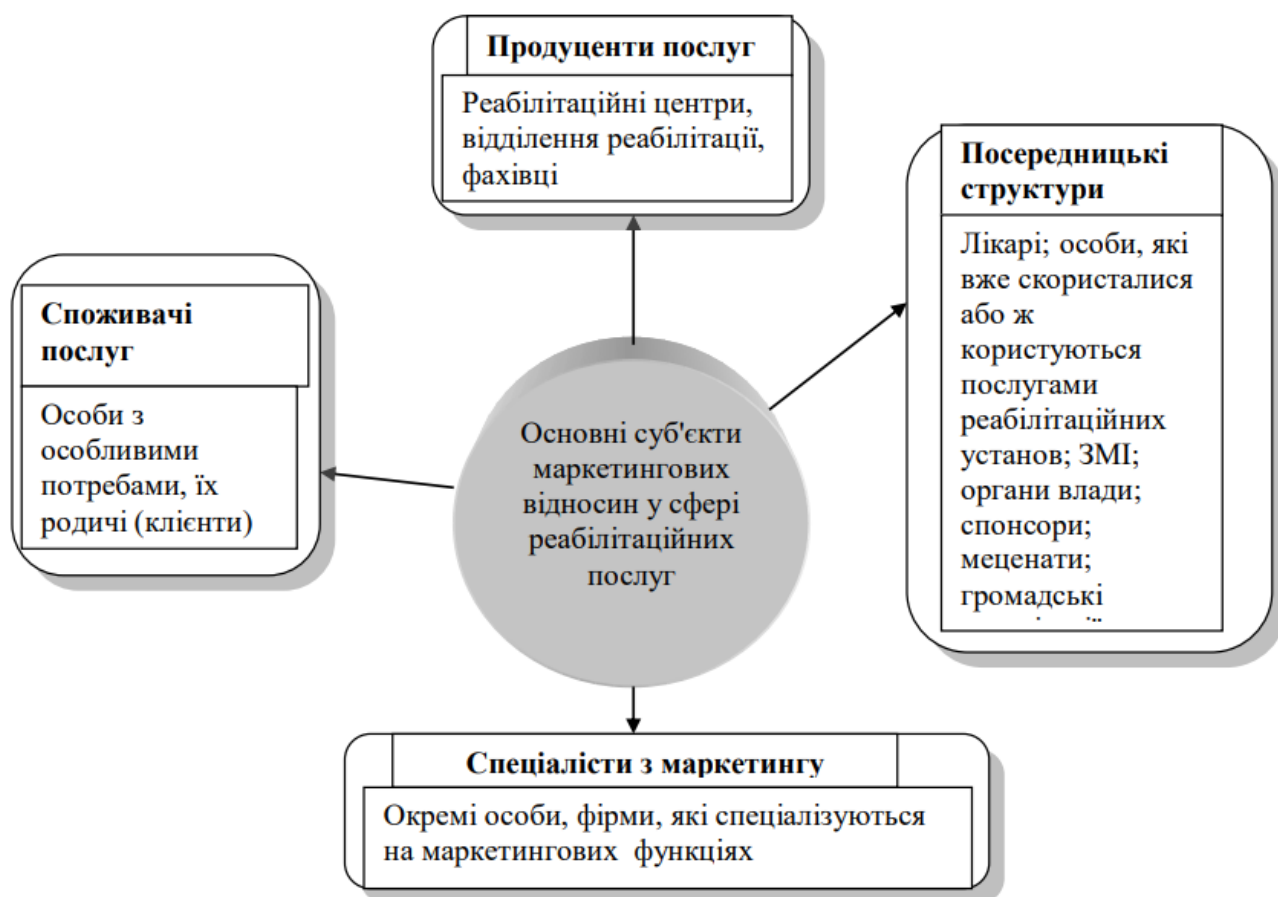 Продуценти послуг
Реабілітаційні центри,
відділення реабілітації,
фахівці
Посередницькі
структури
Лікарі; особи, які
вже скористалися
або ж
користуються
послугами
реабілітаційних
установ; ЗМІ;
органи влади;
спонсори;
меценати;
громадські
Споживачі
послуг
Особи з
особливими
потребами, їх
родичі (клієнти)
Основні суб'єкти
маркетингових
відносин у сфері
реабілітаційних
послуг
Спеціалісти з маркетингу
Окремі особи, фірми, які спеціалізуються
на маркетингових функціях